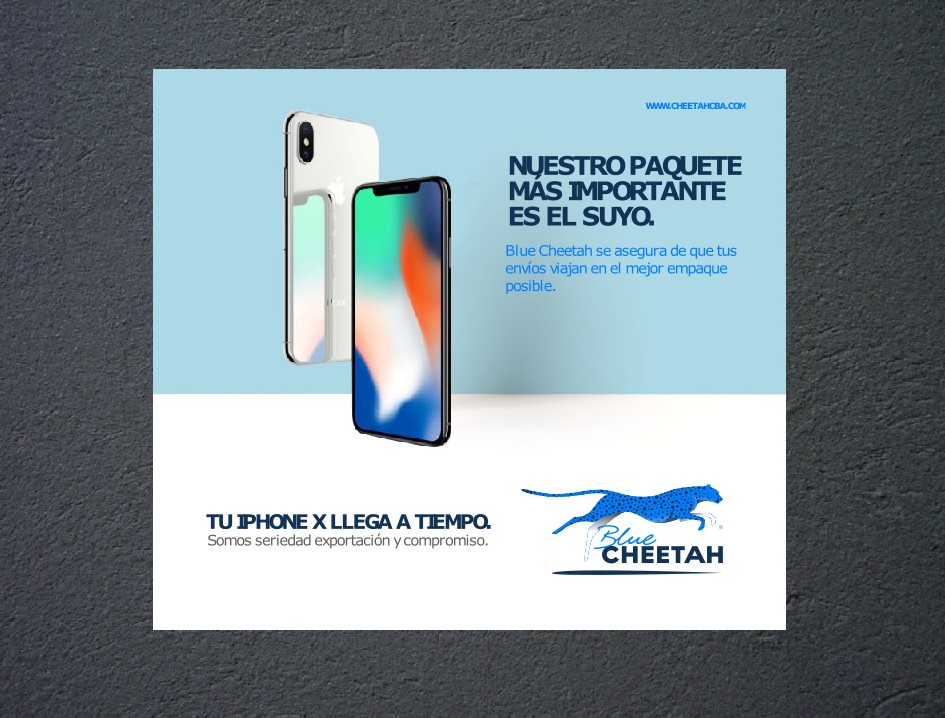 WWW.CHEETAHCBA.COM
NUESTRO PAQUETE
MÁS IMPORTANTE
ES EL SUYO.
Blue Cheetah se asegura de que tus
envíos viajan en el mejor empaque
posible.
TU IPHONE X LLEGA A TIEMPO.
Somos seriedad exportación y compromiso.
Blue
CHEETAH